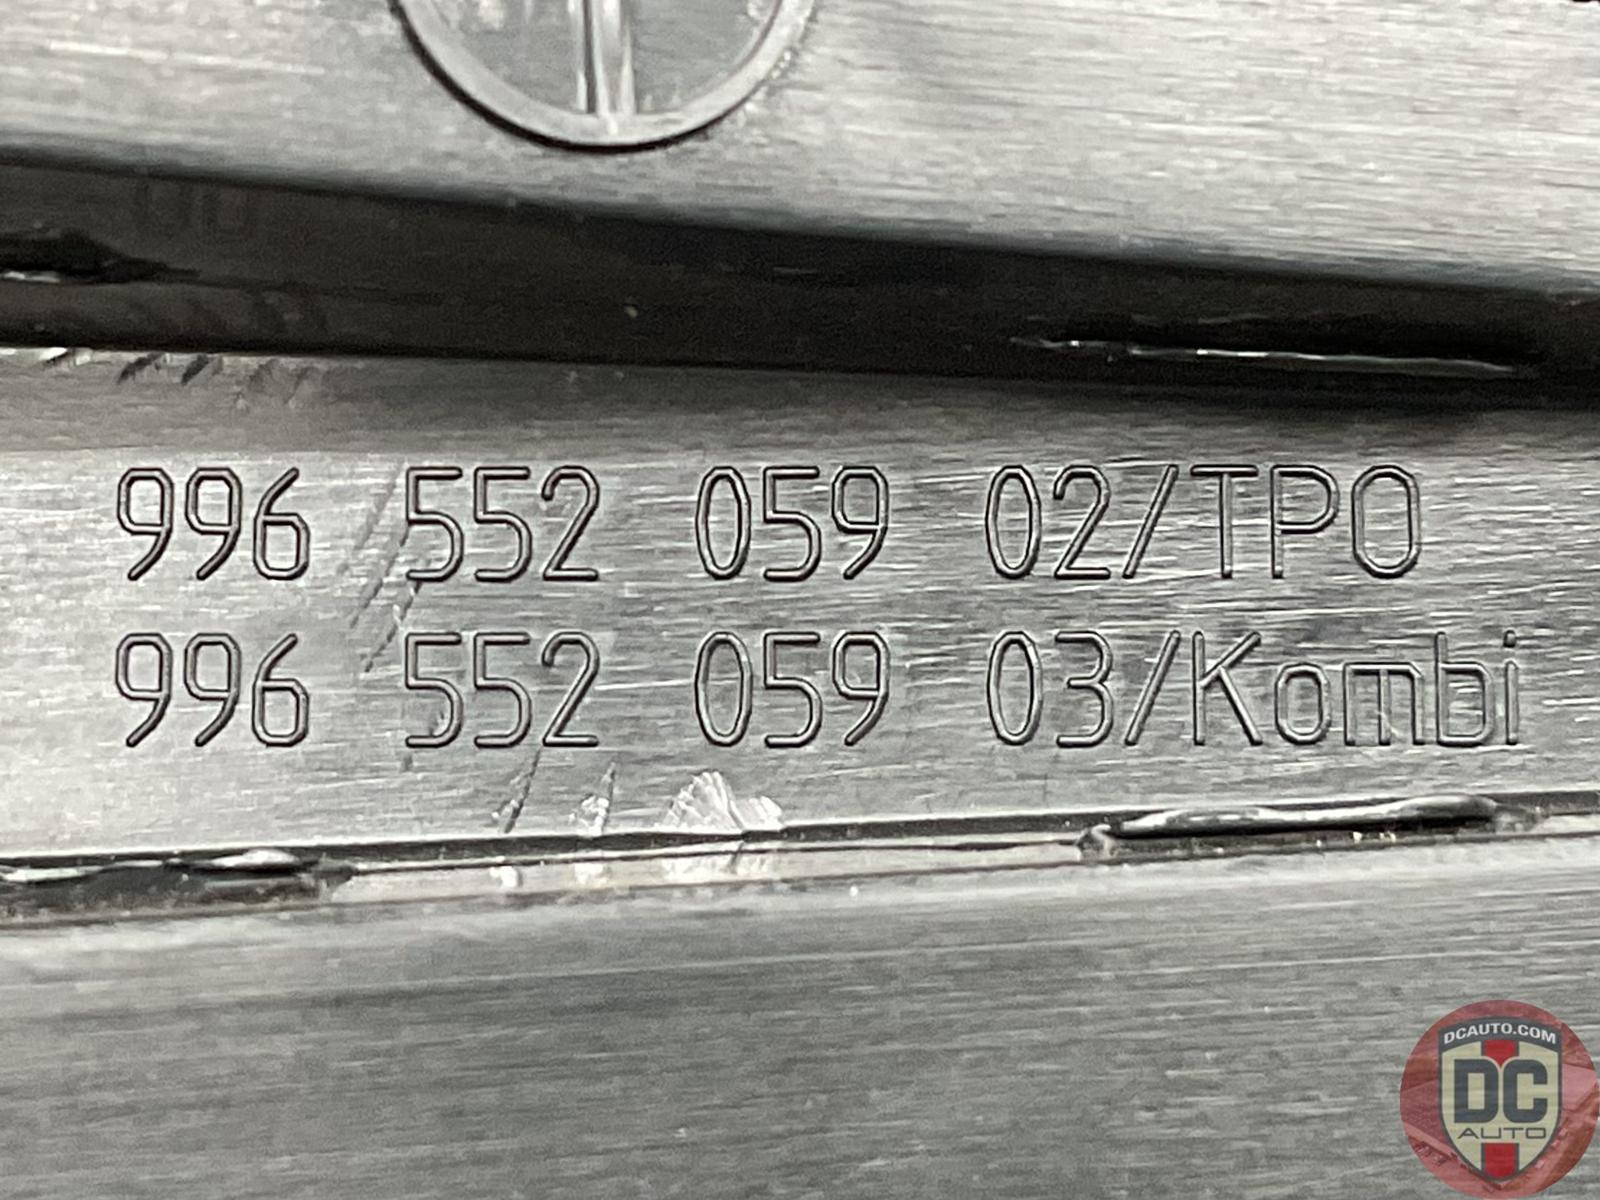 996 552 059 02/TPO
996 552 059 03/Kombi
DCAUTO.COM
DC
AUTO